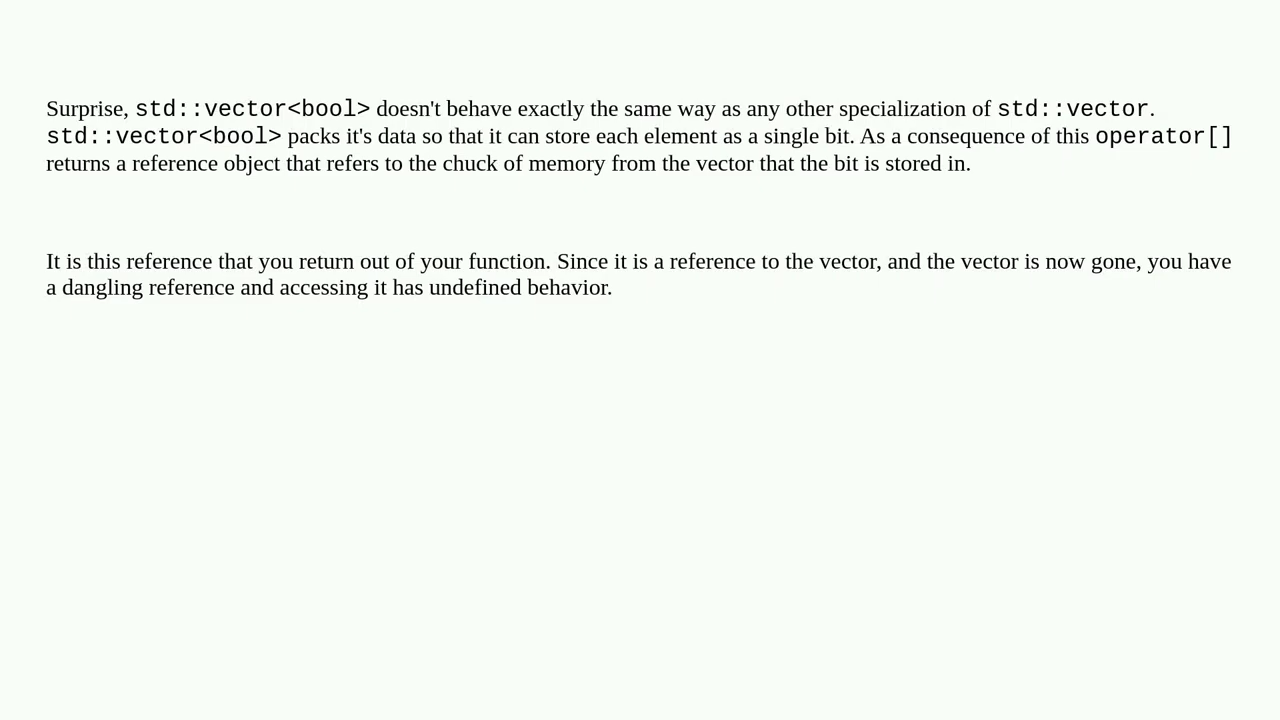 Surprise, std::vector<bool> doesn't behave exactly the same way as any other specialization of std::vector.
std::vector<bool> packs it's data so that it can store each element as a single bit. As a consequence of this operator[]
returns a reference object that refers to the chuck of memory from the vector that the bit is stored in.
It is this reference that you return out of your function. Since it is a reference to the vector, and the vector is now gone, you have
a dangling reference and accessing it has undefined behavior.